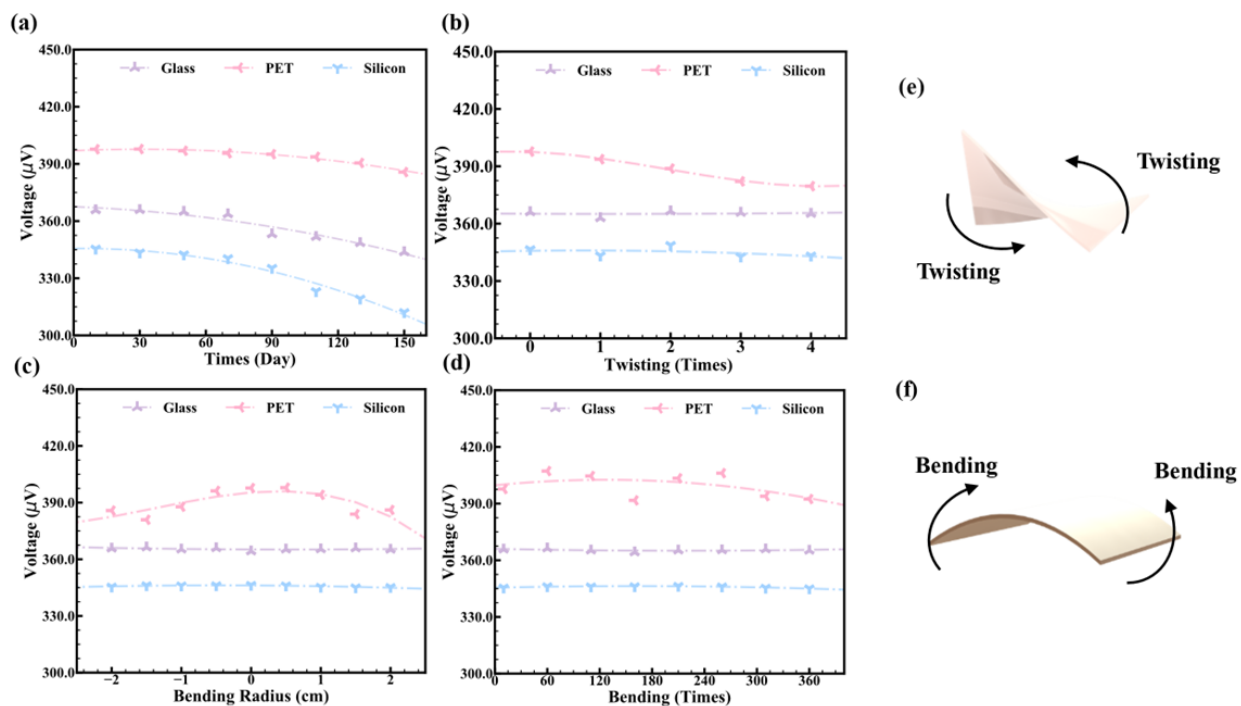 (a)
450.0
420.0
390.0
360.0
330.0
300.0
Voltage (μV)
Glass PET Silicon
0 30 60 90 120 150
Times (Day)
(b)
450.0
420.0
390.0
360.0
330.0
300.0
Voltage (μV)
Glass PET Silicon
0 1 2 3 4
Twisting (Times)
(e)
Twisting
Twisting
(c)
450.0
420.0
390.0
360.0
330.0
300.0
Voltage (μV)
Glass PET Silicon
−2 −1 0 1 2
Bending Radius (cm)
(d)
450.0
420.0
390.0
360.0
330.0
300.0
Voltage (μV)
Glass PET Silicon
0 60 120 180 240 300 360
Bending (Times)
(f)
Bending
Bending